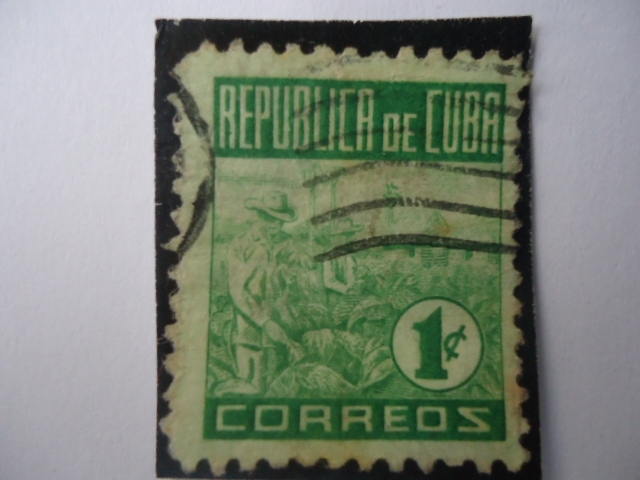 REPUBLICA DE CUBA
1¢
CORREOS